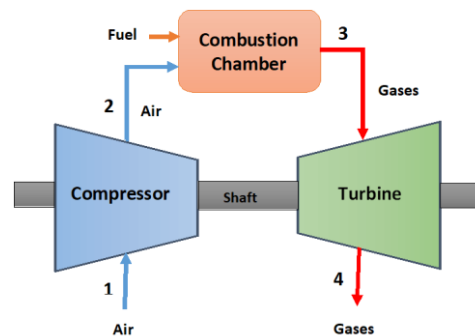 Fuel
Combustion
Chamber
3
2
Air
Gases
Compressor
Shaft
Turbine
1
4
Air
Gases